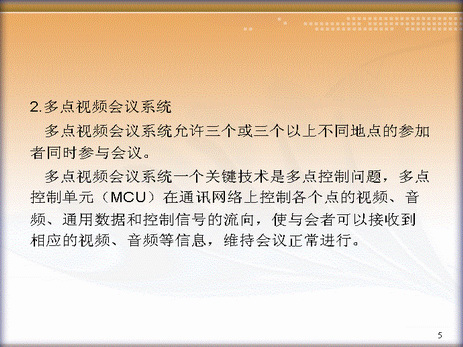 2.多点视频会议系统
多点视频会议系统允许三个或三个以上不同地点的参加
者同时参与会议。
多点视频会议系统一个关键技术是多点控制问题，多点
控制单元（MCU）在通讯网络上控制各个点的视频、音
频、通用数据和控制信号的流向，使与会者可以接收到
相应的视频、音频等信息，维持会议正常进行。
5